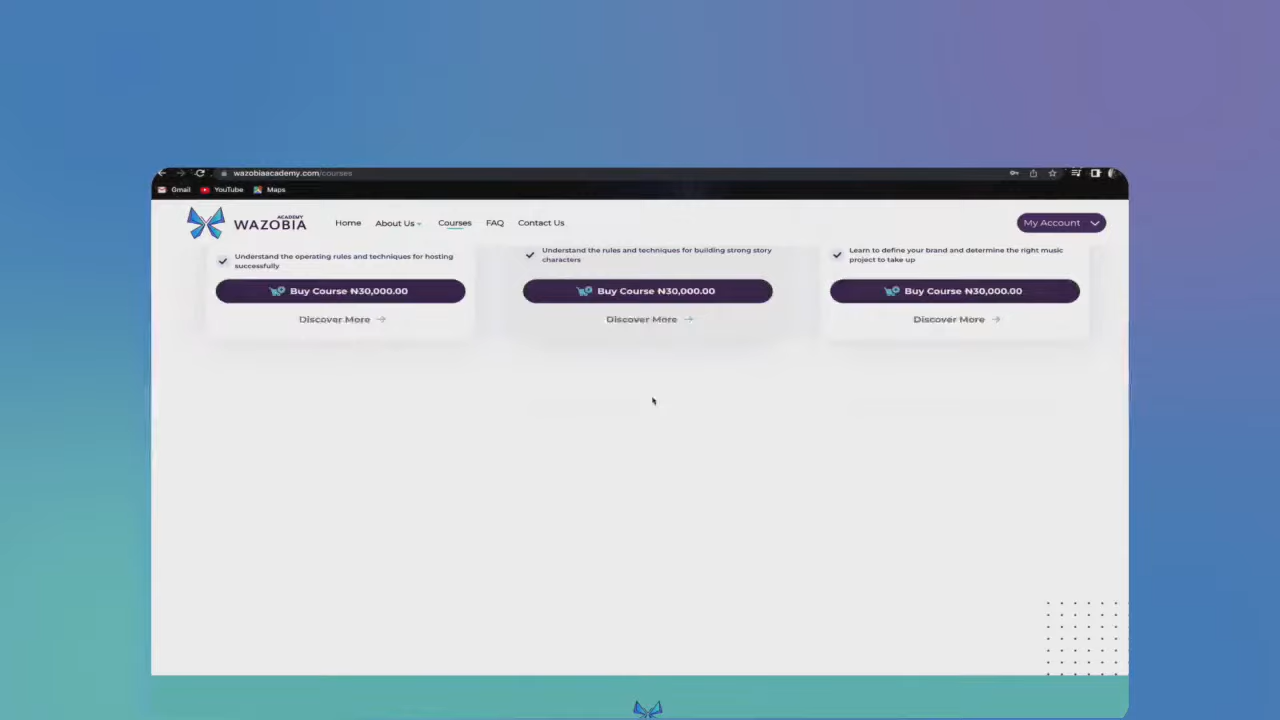 wazobiaacademy.com/courses
Gmail YouTube Maps
ACADEMY
WAZOBIA
Home About Us Courses FAQ Contact Us My Account
Understand the operating rules and techniques for hosting
successfully
Buy Course ₦30,000.00
Discover More →
Understand the rules and techniques for building strong story
characters
Buy Course ₦30,000.00
Discover More →
Learn to define your brand and determine the right music
project to take up
Buy Course ₦30,000.00
Discover More →